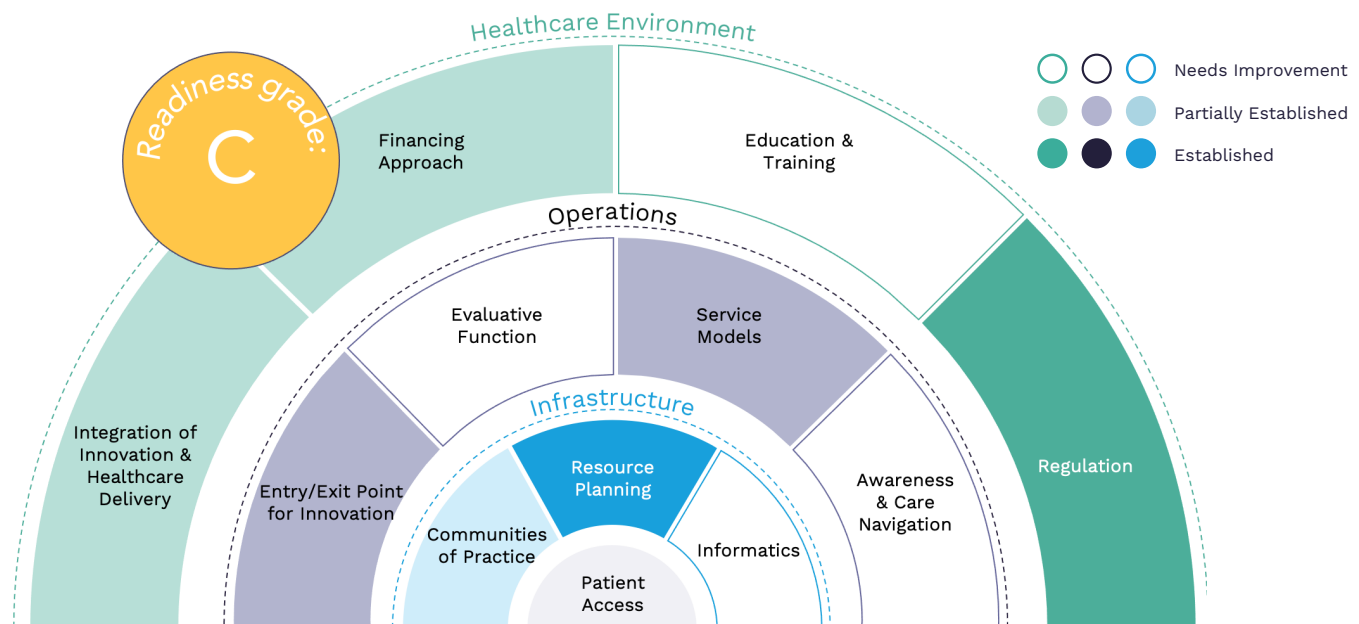 Healthcare Environment
Readiness grade:
C
Needs Improvement
Partially Established
Established
Financing
Approach
Education &
Training
Operations
Evaluative
Function
Service
Models
Infrastructure
Integration of
Innovation &
Healthcare
Delivery
Entry/Exit Point
for Innovation
Communities
of Practice
Resource
Planning
Informatics
Awareness
& Care
Navigation
Regulation
Patient
Access